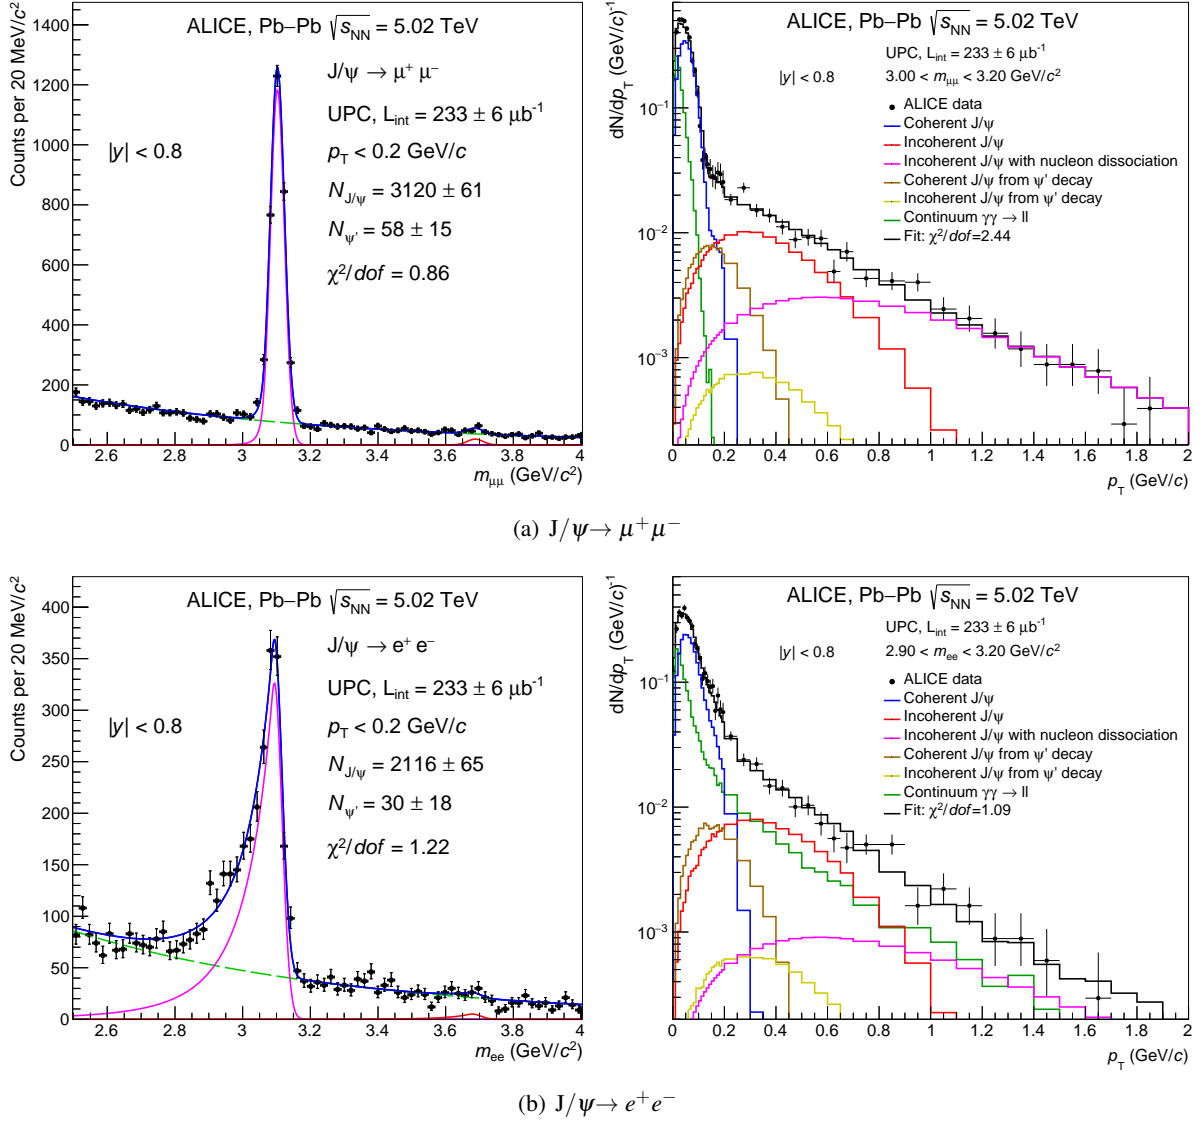 ALICE, Pb–Pb √sNN = 5.02 TeV
J/ψ → μ+ μ-
UPC, Lint = 233 ± 6 μb-1
|y| < 0.8
pT < 0.2 GeV/c
NJ/ψ = 3120 ± 61
Nψ' = 58 ± 15
χ2/dof = 0.86
Counts per 20 MeV/c2
0
200
400
600
800
1000
1200
1400
2.6
2.8
3
3.2
3.4
3.6
3.8
4
mμμ (GeV/c2)
ALICE, Pb–Pb √sNN = 5.02 TeV
UPC, Lint = 233 ± 6 μb-1
|y| < 0.8
3.00 < mμμ < 3.20 GeV/c2
ALICE data
Coherent J/ψ
Incoherent J/ψ
Incoherent J/ψ with nucleon dissociation
Coherent J/ψ from ψ' decay
Incoherent J/ψ from ψ' decay
Continuum γγ → ll
Fit: χ2/dof=2.44
dN/dpT (GeV/c)-1
10-1
10-2
10-3
0
0.2
0.4
0.6
0.8
1
1.2
1.4
1.6
1.8
2
pT (GeV/c)
(a) J/ψ→ μ+μ−
ALICE, Pb–Pb √sNN = 5.02 TeV
J/ψ → e+ e-
UPC, Lint = 233 ± 6 μb-1
|y| < 0.8
pT < 0.2 GeV/c
NJ/ψ = 2116 ± 65
Nψ' = 30 ± 18
χ2/dof = 1.22
Counts per 20 MeV/c2
0
50
100
150
200
250
300
350
400
2.6
2.8
3
3.2
3.4
3.6
3.8
4
mee (GeV/c2)
ALICE, Pb–Pb √sNN = 5.02 TeV
UPC, Lint = 233 ± 6 μb-1
|y| < 0.8
2.90 < mee < 3.20 GeV/c2
ALICE data
Coherent J/ψ
Incoherent J/ψ
Incoherent J/ψ with nucleon dissociation
Coherent J/ψ from ψ' decay
Incoherent J/ψ from ψ' decay
Continuum γγ → ll
Fit: χ2/dof=1.09
dN/dpT (GeV/c)-1
10-1
10-2
10-3
0
0.2
0.4
0.6
0.8
1
1.2
1.4
1.6
1.8
2
pT (GeV/c)
(b) J/ψ→ e+e−